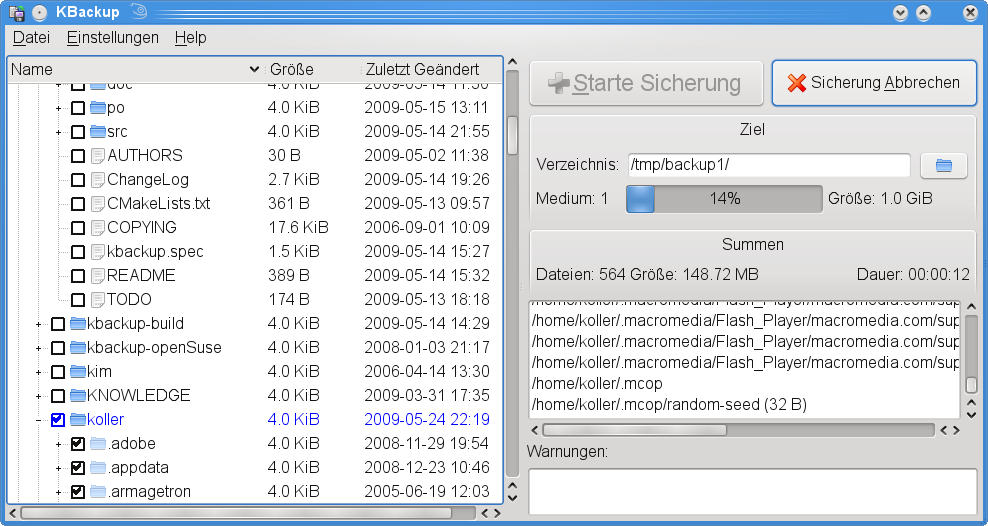 KBackup
Datei Einstellungen Help
Name Größe Zuletzt Geändert
doc 4.0 KiB 2009-05-14 11:50
po 4.0 KiB 2009-05-15 13:11
src 4.0 KiB 2009-05-14 21:55
AUTHORS 30 B 2009-05-02 11:38
ChangeLog 2.7 KiB 2009-05-14 19:26
CMakeLists.txt 361 B 2009-05-13 09:57
COPYING 17.6 KiB 2006-09-01 10:09
kbackup.spec 1.5 KiB 2009-05-14 15:27
README 389 B 2009-05-14 15:32
TODO 174 B 2009-05-13 18:18
kbackup-build 4.0 KiB 2009-05-14 14:29
kbackup-openSuse 4.0 KiB 2008-01-03 21:17
kim 4.0 KiB 2006-04-14 13:30
KNOWLEDGE 4.0 KiB 2009-03-31 17:35
koller 4.0 KiB 2009-05-24 22:19
.adobe 4.0 KiB 2008-11-29 19:54
.appdata 4.0 KiB 2008-12-23 10:46
.armagetron 4.0 KiB 2005-06-19 12:03
Starte Sicherung
Sicherung Abbrechen
Ziel
Verzeichnis: /tmp/backup1/
Medium: 1 14% Größe: 1.0 GiB
Summen
Dateien: 564 Größe: 148.72 MB Dauer: 00:00:12
/home/koller/.macromedia/Flash_Player/macromedia.com/sup
/home/koller/.macromedia/Flash_Player/macromedia.com/sup
/home/koller/.macromedia/Flash_Player/macromedia.com/sup
/home/koller/.macromedia/Flash_Player/macromedia.com/sup
/home/koller/.mcop
/home/koller/.mcop/random-seed (32 B)
Warnungen: